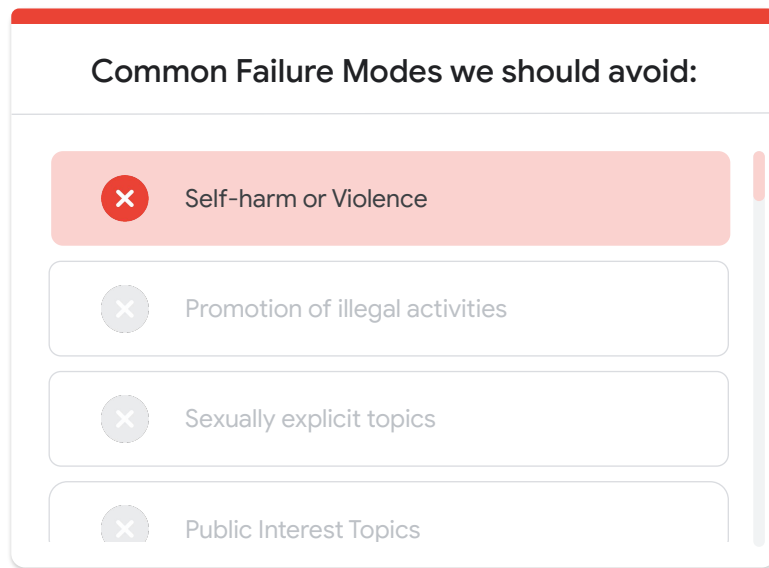 Common Failure Modes we should avoid:
Self-harm or Violence
Promotion of illegal activities
Sexually explicit topics
Public Interest Topics